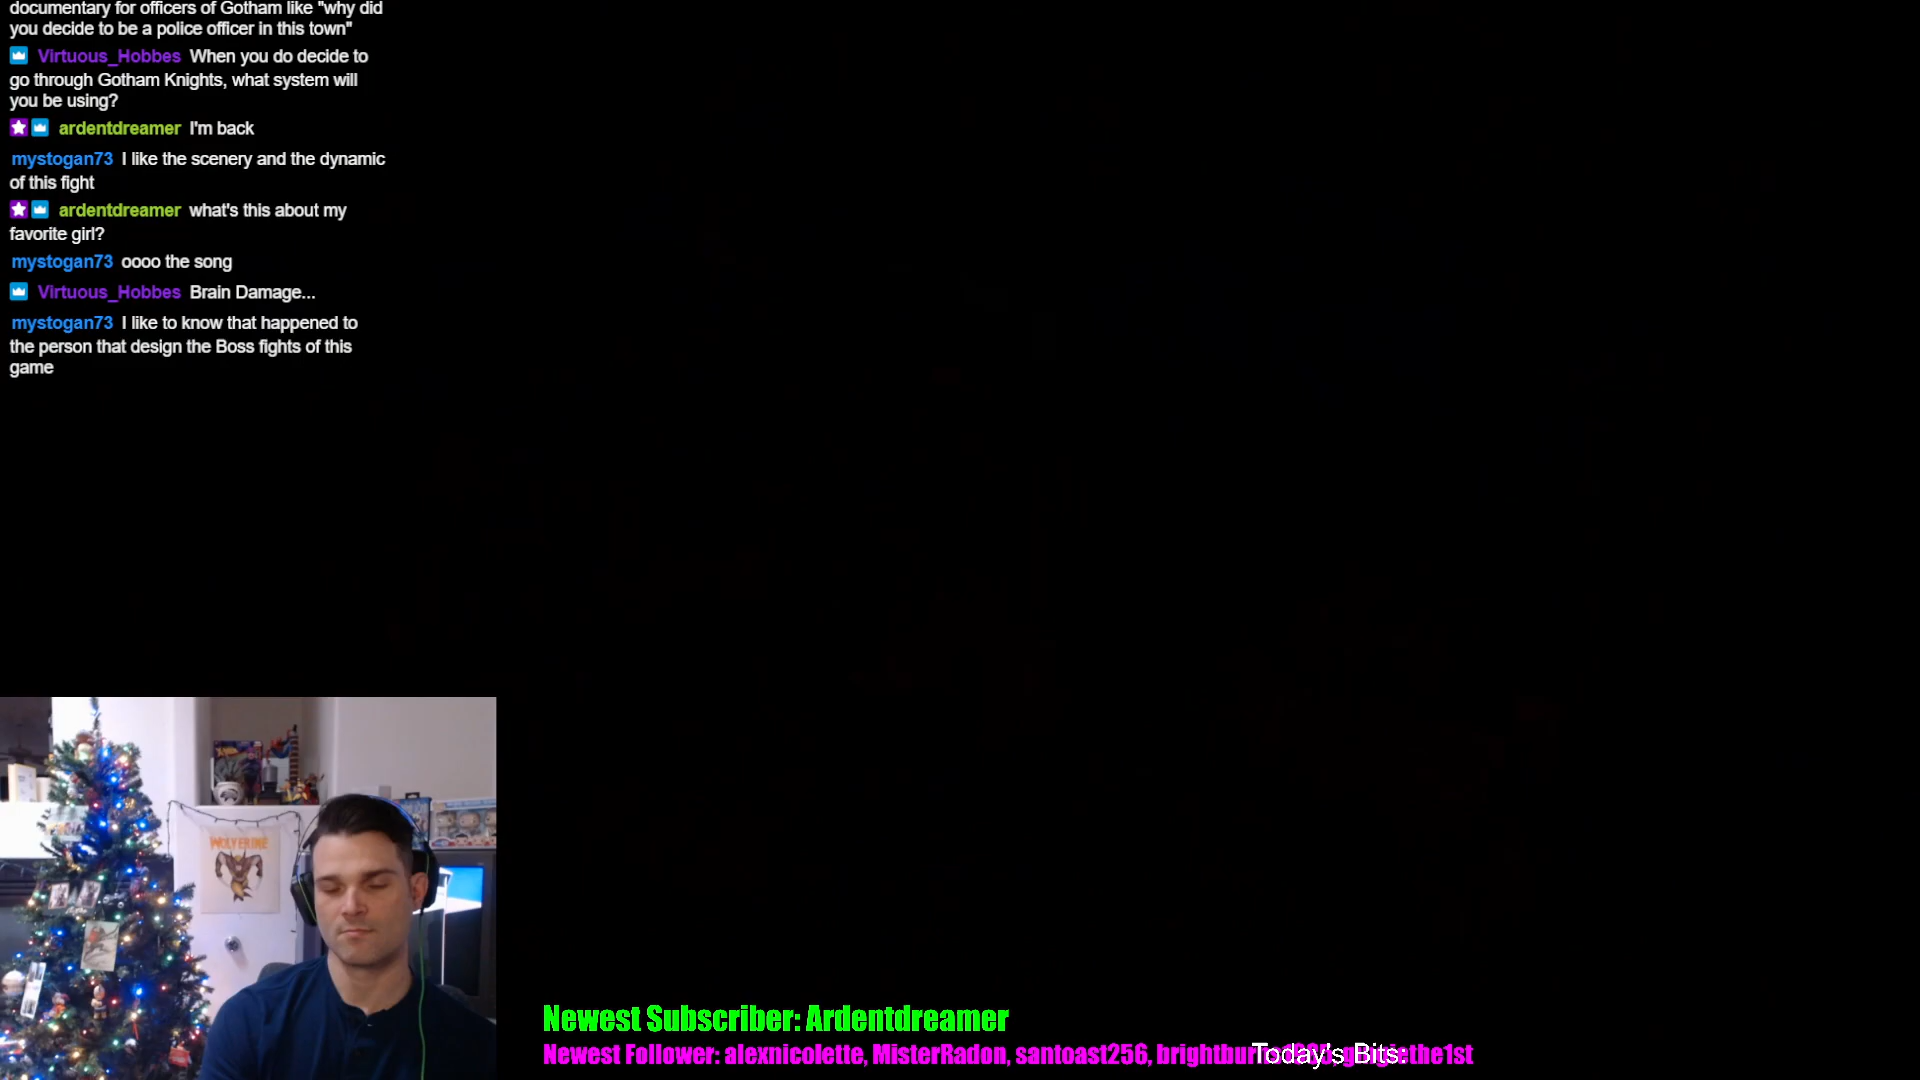 documentary for officers of Gotham like "why did
you decide to be a police officer in this town"
Virtuous_Hobbes When you do decide to
go through Gotham Knights, what system will
you be using?
ardentdreamer I'm back
mystogan73 I like the scenery and the dynamic
of this fight
ardentdreamer what's this about my
favorite girl?
mystogan73 oooo the song
Virtuous_Hobbes Brain Damage...
mystogan73 I like to know that happened to
the person that design the Boss fights of this
game
WOLVERINE
Newest Subscriber: Ardentdreamer
Newest Follower: alexnicolette, MisterRadon, santoast256,
Today's Bits: